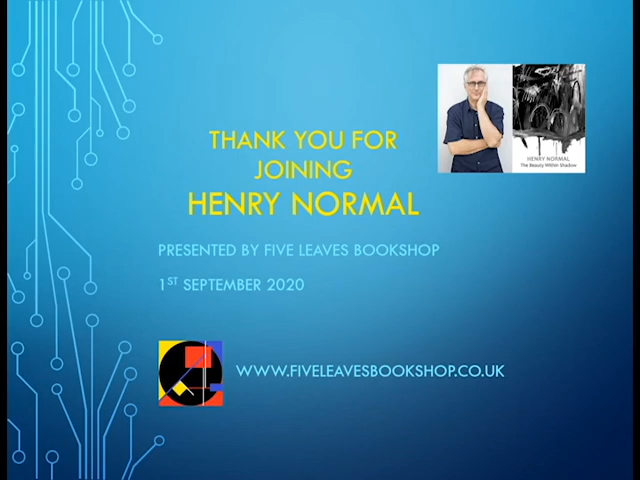 THANK YOU FOR
JOINING
HENRY NORMAL
PRESENTED BY FIVE LEAVES BOOKSHOP
1ST SEPTEMBER 2020
WWW.FIVELEAVESBOOKSHOP.CO.UK
HENRY NORMAL
The Beauty Within Shadow